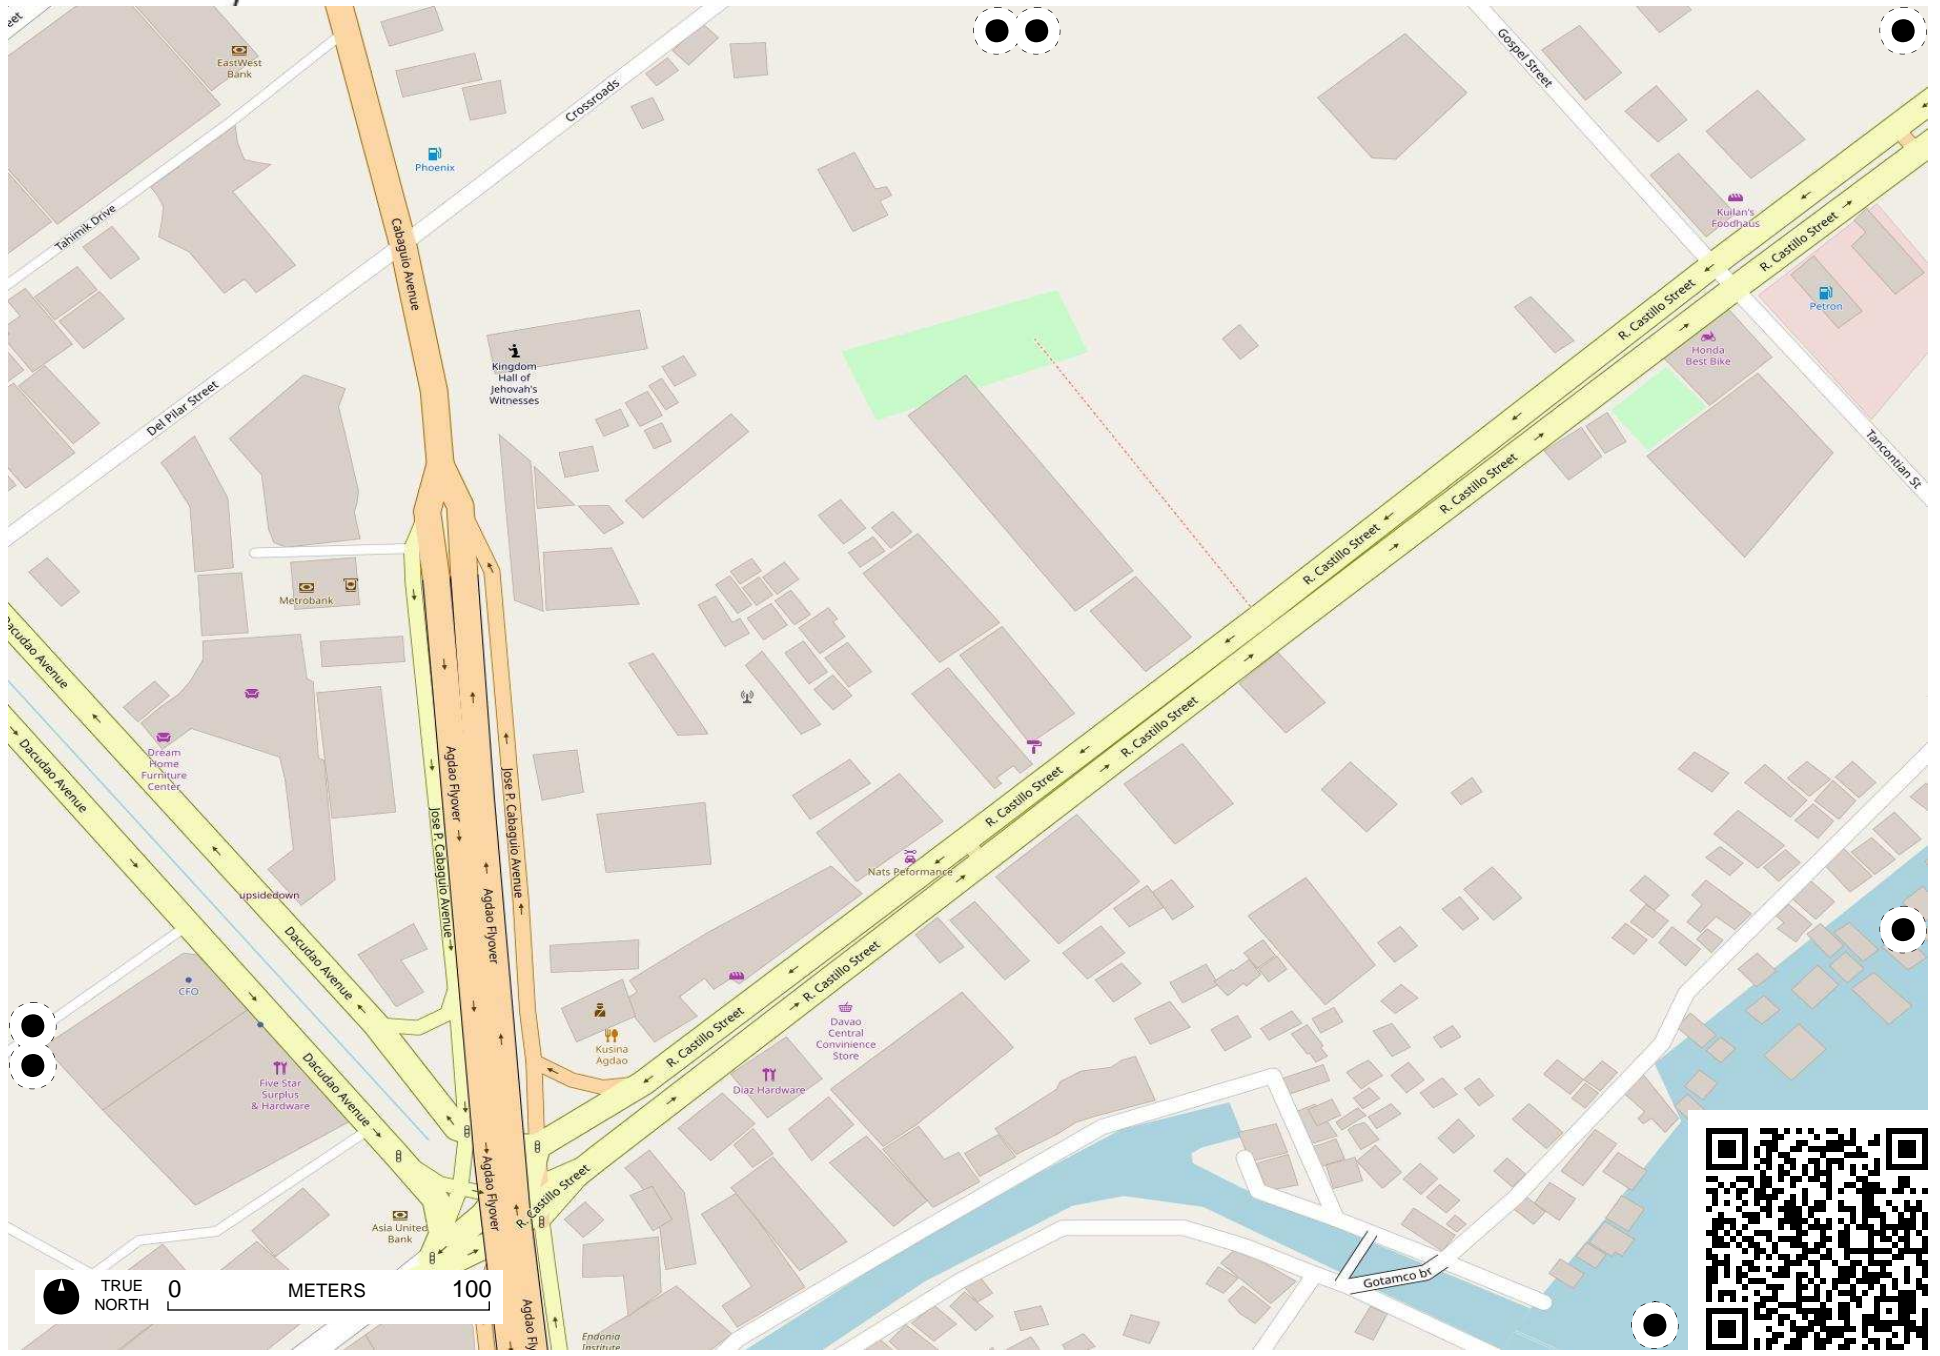 EastWest
Bank
Gospel Street
Crossroads
Phoenix
Tahimik Drive
Cabaguio Avenue
Kuilan's
Foodhaus
R. Castillo Street
R. Castillo Street
Petron
Honda
Best Bike
Kingdom
Hall of
Jehovah's
Witnesses
Del Pilar Street
Tancontian St
R. Castillo Street
R. Castillo Street
Metrobank
Dacudao Avenue
Dacudao Avenue
Dream
Home
Furniture
Center
Agdao Flyover
Jose P. Cabaguio Avenue
Jose P. Cabaguio Avenue
R. Castillo Street
R. Castillo Street
Nats Peformance
upsidedown
Agdao Flyover
Dacudao Avenue
R. Castillo Street
CFO
Davao
Central
Convinience
Store
R. Castillo Street
Kusina
Agdao
Diaz Hardware
Five Star
Surplus
& Hardware
Dacudao Avenue
Agdao Flyover
R. Castillo Street
Asia United
Bank
Gotamco br
TRUE
NORTH
0 METERS 100
Agdao Fly
Endonia
Institute